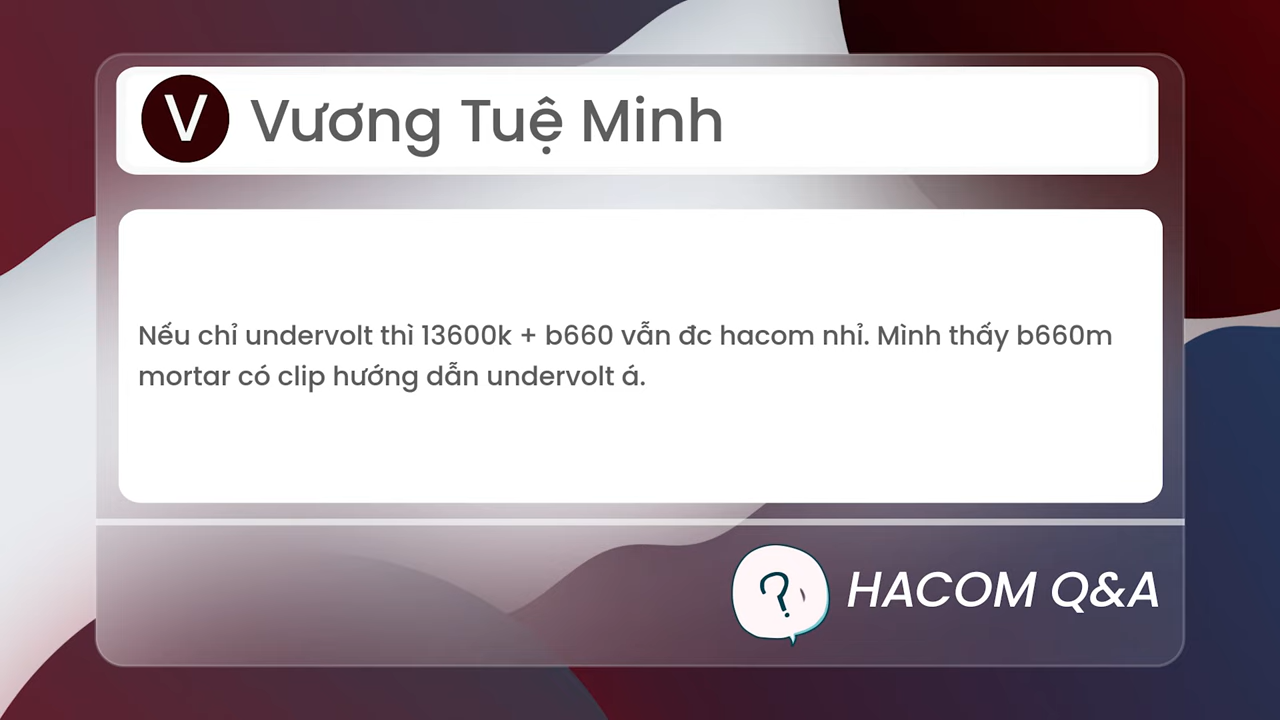 V
Vương Tuệ Minh
Nếu chỉ undervolt thì 13600k + b660 vẫn đc hacom nhỉ. Mình thấy b660m
mortar có clip hướng dẫn undervolt á.
?
HACOM Q&A